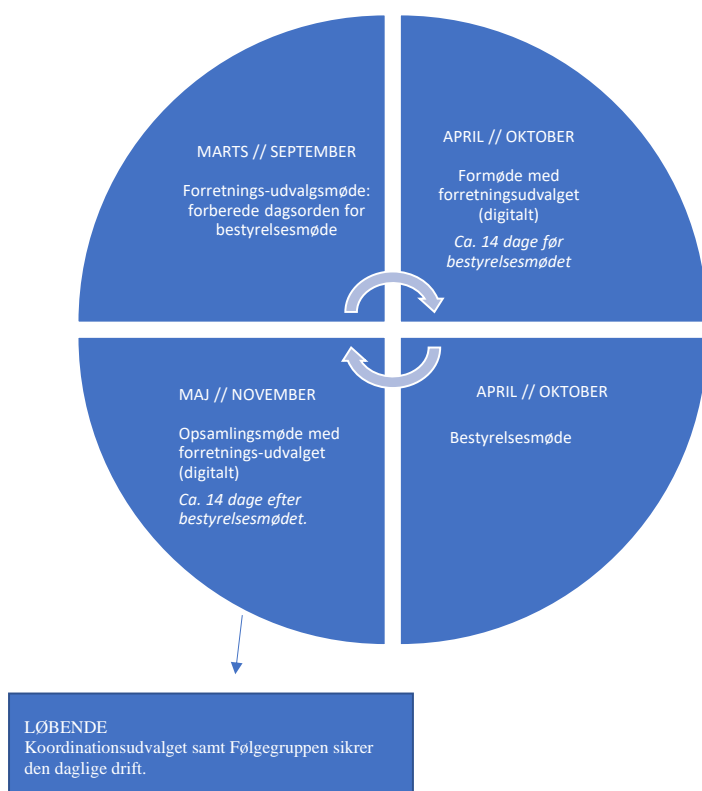 MARTS // SEPTEMBER
Forretnings-udvalgsmøde:
forberede dagsorden for
bestyrelsesmøde
APRIL // OKTOBER
Formøde med
forretningsudvalget
(digitalt)
Ca. 14 dage før
bestyrelsesmødet
APRIL // OKTOBER
Bestyrelsesmøde
MAJ // NOVEMBER
Opsamlingsmøde med
forretnings-udvalget
(digitalt)
Ca. 14 dage efter
bestyrelsesmødet.
LØBENDE
Koordinationsudvalget samt Følgegruppen sikrer
den daglige drift.